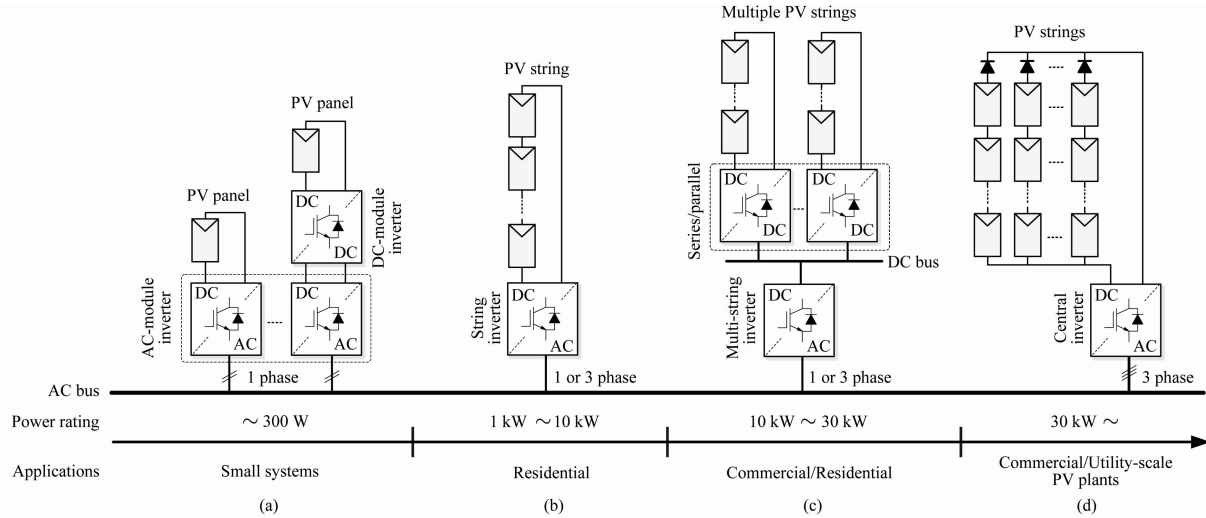 Multiple PV strings
PV strings
PV string
PV panel
PV panel
DC
DC
DC-module
inverter
DC
AC
DC
AC
AC-module
inverter
1 phase
DC
AC
String
inverter
1 or 3 phase
Series/parallel
DC
DC
DC
DC
DC bus
DC
AC
Multi-string
inverter
1 or 3 phase
Central
inverter
DC
AC
3 phase
AC bus
Power rating
～300 W
1 kW ～10 kW
10 kW～30 kW
30 kW～
Applications
Small systems
Residential
Commercial/Residential
Commercial/Utility-scale
PV plants
(a)
(b)
(c)
(d)